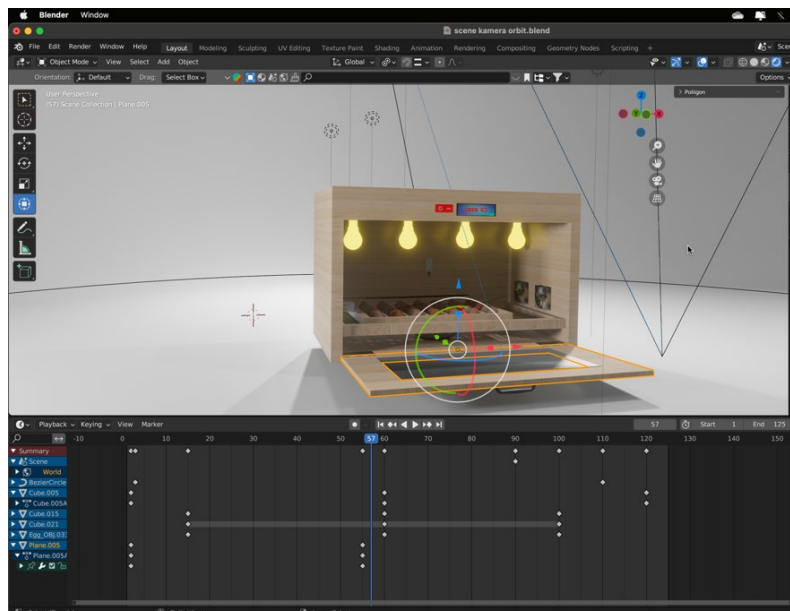 Blender Window
scene kamera orbit.blend
File Edit Render Window Help Layout Modeling Sculpting UV Editing Texture Paint Shading Animation Rendering Compositing Geometry Nodes Scripting + Sce
Object Mode View Select Add Object Global
Orientation: Default Drag: Select Box Options
User Perspective
(57) Scene Collection | Plane.005
> Poliigon
Z
Playback Keying View Marker 57 Start 1 End 125
-10 0 10 20 30 40 50 57 60 70 80 90 100 110 120 130 140 150
Summary
Scene
World
BezierCircle
Cube.005
Cube.005A
Cube.015
Cube.021
Egg_OBJ.03
Plane.005
Plane.005A